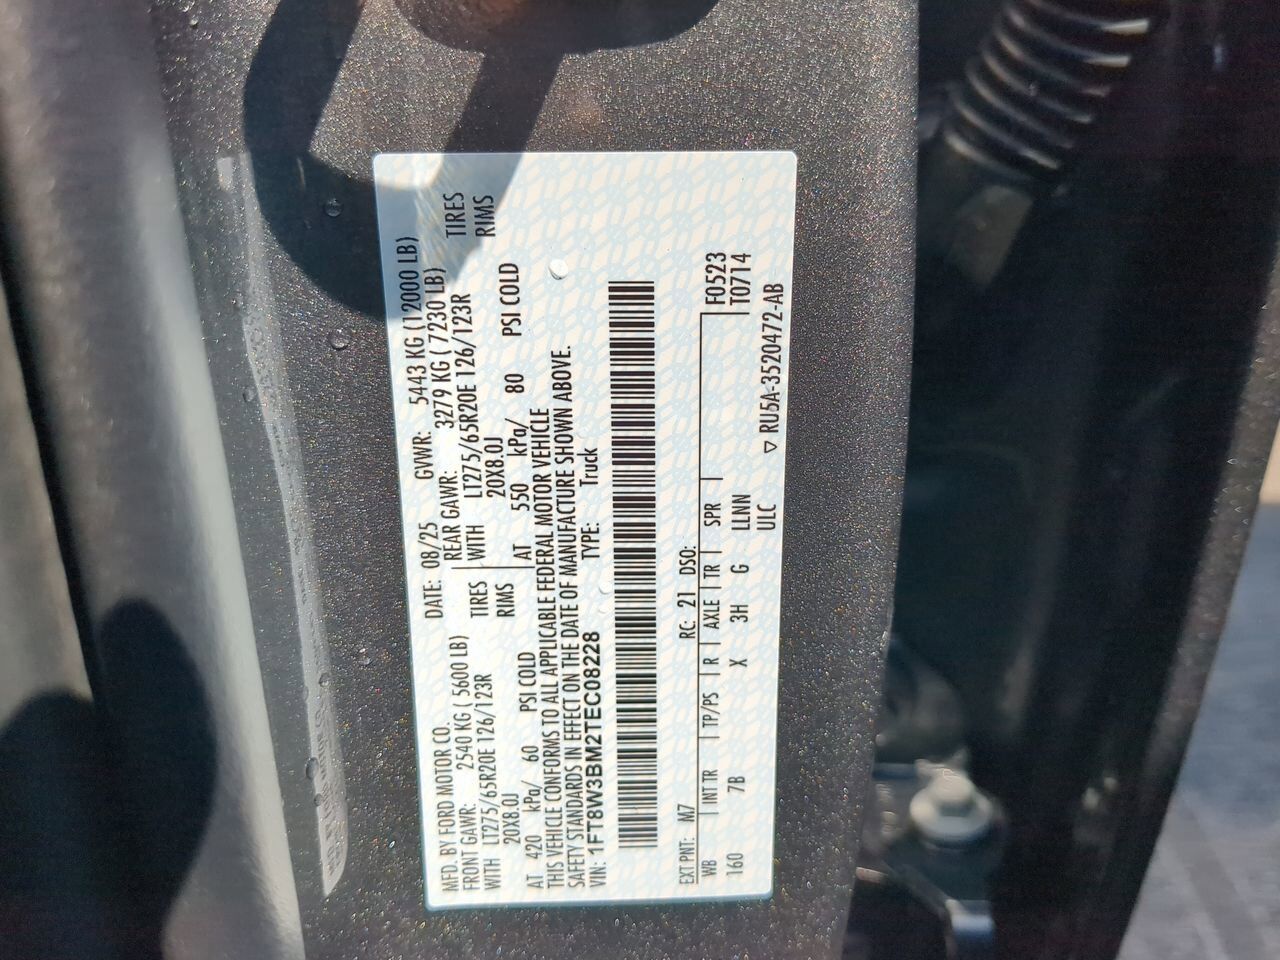 MFD. BY FORD MOTOR CO.
DATE: 08/25 GVWR: 5443 KG (12000 LB)
FRONT GAWR: 2540 KG (5600 LB) REAR GAWR: 3279 KG (7230 LB)
WITH LT275/65R20E 126/123R TIRES WITH LT275/65R20E 126/123R TIRES
20X8.0J RIMS 20X8.0J RIMS
AT 420 kPa/ 60 PSI COLD AT 550 kPa/ 80 PSI COLD
THIS VEHICLE CONFORMS TO ALL APPLICABLE FEDERAL MOTOR VEHICLE
SAFETY STANDARDS IN EFFECT ON THE DATE OF MANUFACTURE SHOWN ABOVE.
VIN: 1FT8W3BM2TEC08228 TYPE: Truck
EXT PNT: M7 RC: 21 DSO:
WB INT TR TP/PS R AXLE TR SPR F0523
160 7B X 3H G LLNN T0714
ULC ▽ RU5A-3520472-AB